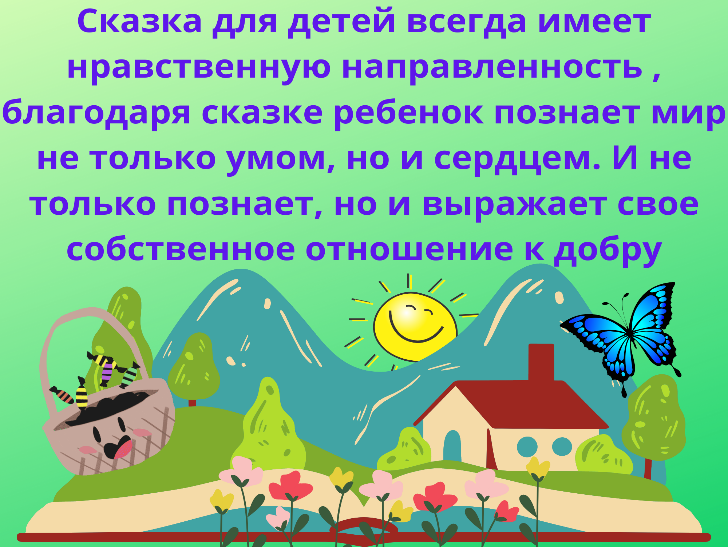 Сказка для детей всегда имеет
нравственную направленность ,
благодаря сказке ребенок познает мир
не только умом, но и сердцем. И не
только познает, но и выражает свое
собственное отношение к добру